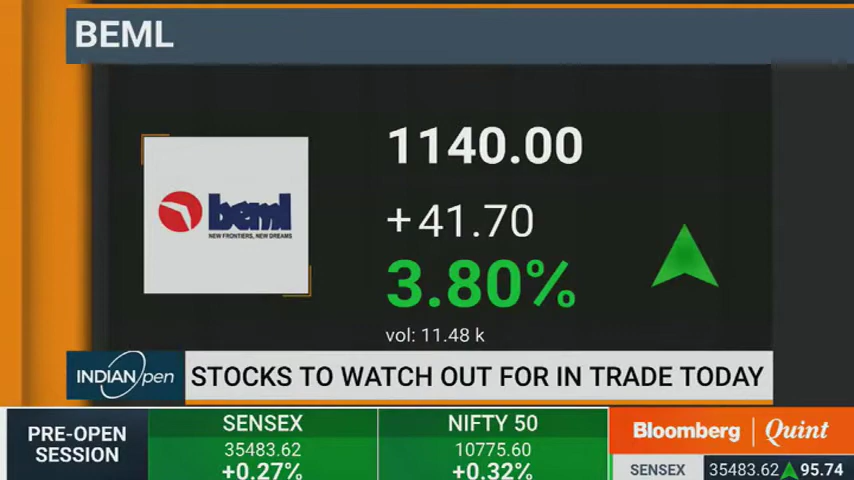 BEML
1140.00
beml
NEW FRONTIERS, NEW DREAMS
+41.70
3.80%
vol: 11.48 k
INDIAN Open
STOCKS TO WATCH OUT FOR IN TRADE TODAY
PRE-OPEN
SESSION
SENSEX
35483.62
+0.27%
NIFTY 50
10775.60
+0.32%
Bloomberg | Quint
SENSEX 35483.62 95.74